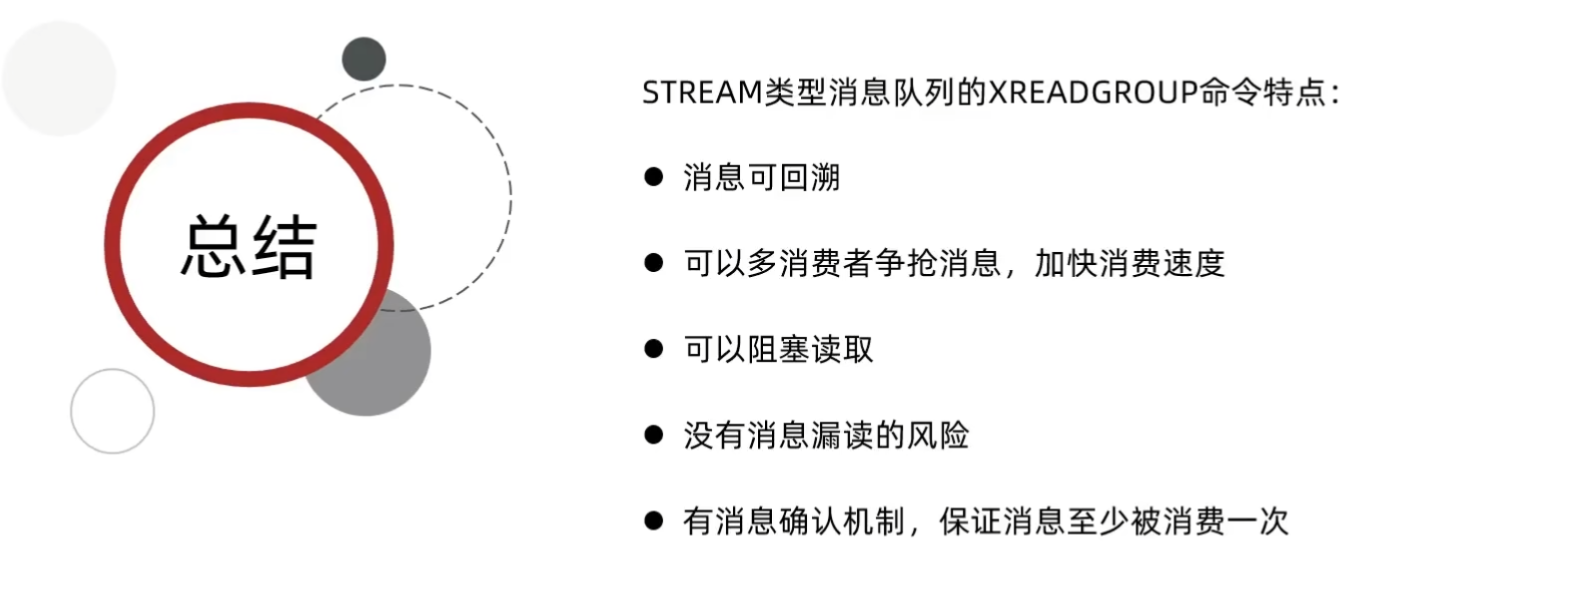 总结
STREAM类型消息队列的XREADGROUP命令特点：
● 消息可回溯
● 可以多消费者争抢消息，加快消费速度
● 可以阻塞读取
● 没有消息漏读的风险
● 有消息确认机制，保证消息至少被消费一次